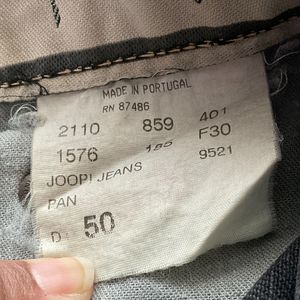 MADE IN PORTUGAL
RN 87486
2110 859 401
1576 185 F30
JOOP! JEANS 9521
PAN
D 50